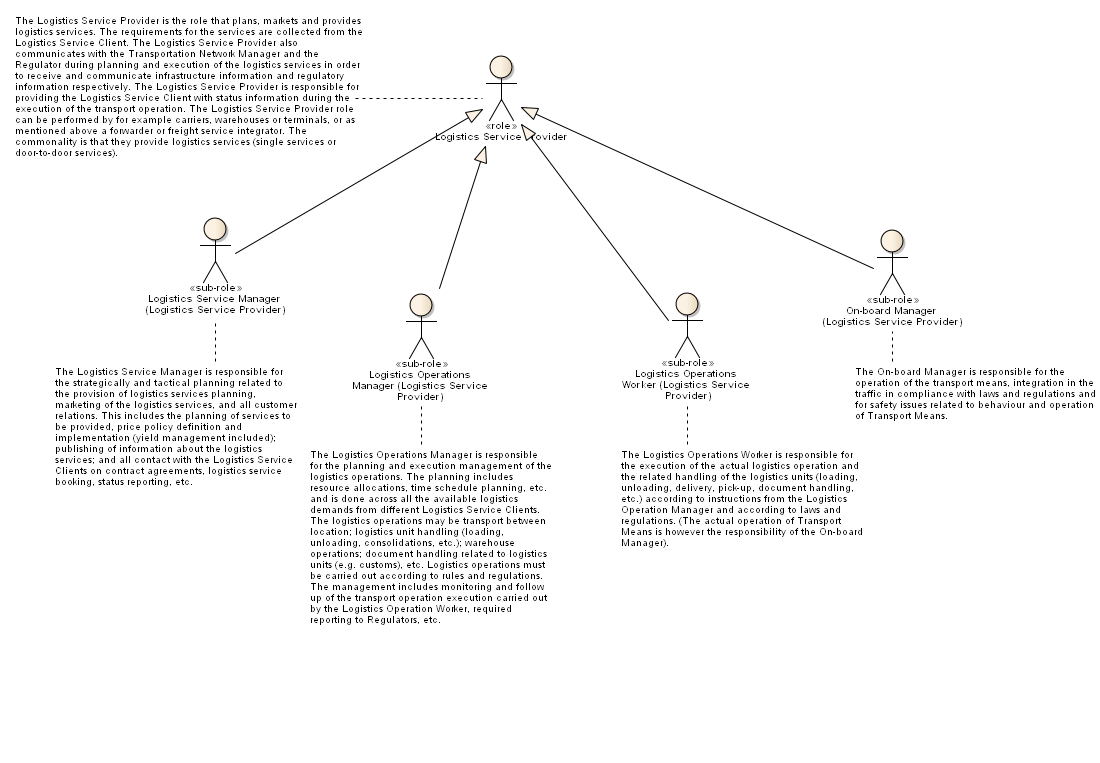 The Logistics Service Provider is the role that plans, markets and provides
logistics services. The requirements for the services are collected from the
Logistics Service Client. The Logistics Service Provider also
communicates with the Transportation Network Manager and the
Regulator during planning and execution of the logistics services in order
to receive and communicate infrastructure information and regulatory
information respectively. The Logistics Service Provider is responsible for
providing the Logistics Service Client with status information during the
execution of the transport operation. The Logistics Service Provider role
can be performed by for example carriers, warehouses or terminals, or as
mentioned above a forwarder or freight service integrator. The
commonality is that they provide logistics services (single services or
door-to-door services).
«role»
Logistics Service Provider
«sub-role»
Logistics Service Manager
(Logistics Service Provider)
«sub-role»
Logistics Operations
Manager (Logistics Service
Provider)
«sub-role»
Logistics Operations
Worker (Logistics Service
Provider)
«sub-role»
On-board Manager
(Logistics Service Provider)
The Logistics Service Manager is responsible for
the strategically and tactical planning related to
the provision of logistics services planning,
marketing of the logistics services, and all customer
relations. This includes the planning of services to
be provided, price policy definition and
implementation (yield management included);
publishing of information about the logistics
services; and all contact with the Logistics Service
Clients on contract agreements, logistics service
booking, status reporting, etc.
The Logistics Operations Manager is responsible
for the planning and execution management of the
logistics operations. The planning includes
resource allocations, time schedule planning, etc.
and is done across all the available logistics
demands from different Logistics Service Clients.
The logistics operations may be transport between
location; logistics unit handling (loading,
unloading, consolidations, etc.); warehouse
operations; document handling related to logistics
units (e.g. customs), etc. Logistics operations must
be carried out according to rules and regulations.
The management includes monitoring and follow
up of the transport operation execution carried out
by the Logistics Operation Worker, required
reporting to Regulators, etc.
The Logistics Operations Worker is responsible for
the execution of the actual logistics operation and
the related handling of the logistics units (loading,
unloading, delivery, pick-up, document handling,
etc.) according to instructions from the Logistics
Operation Manager and according to laws and
regulations. (The actual operation of Transport
Means is however the responsibility of the On-board
Manager).
The On-board Manager is responsible for the
operation of the transport means, integration in the
traffic in compliance with laws and regulations and
for safety issues related to behaviour and operation
of Transport Means.